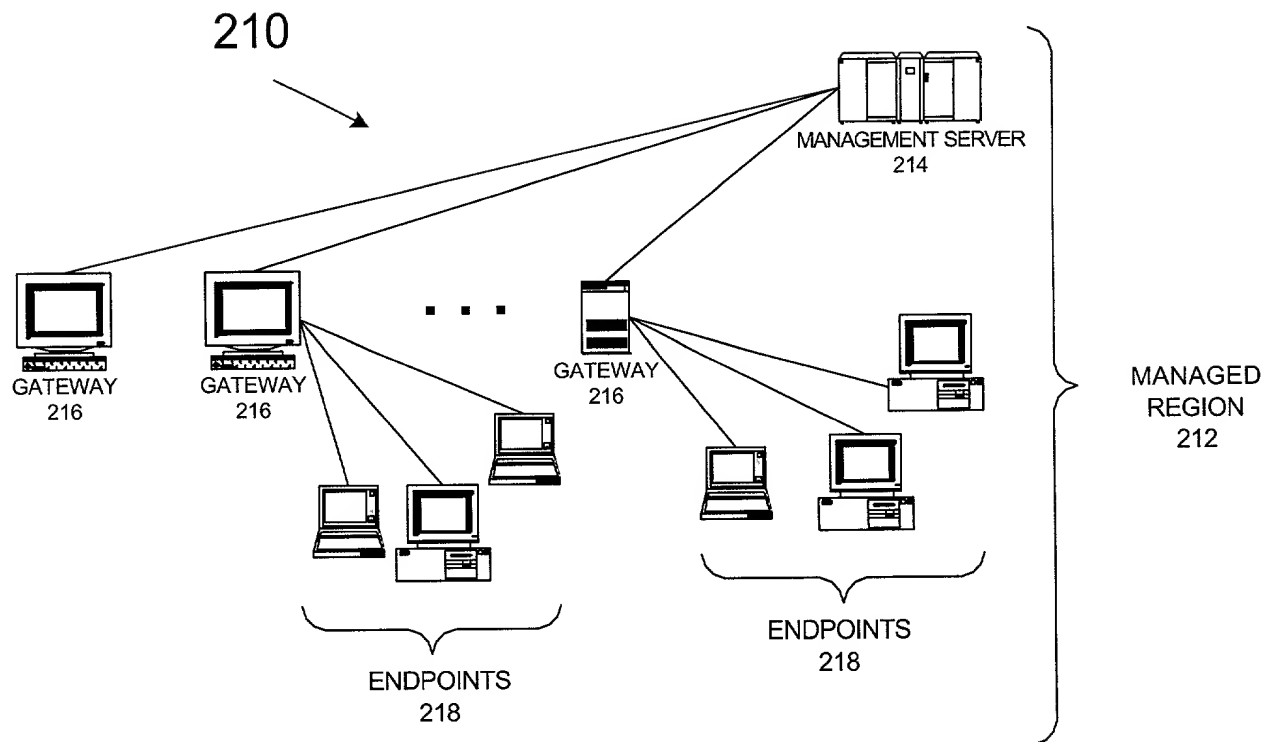 210
MANAGEMENT SERVER
214
GATEWAY
216
GATEWAY
216
GATEWAY
216
MANAGED
REGION
212
ENDPOINTS
218
ENDPOINTS
218